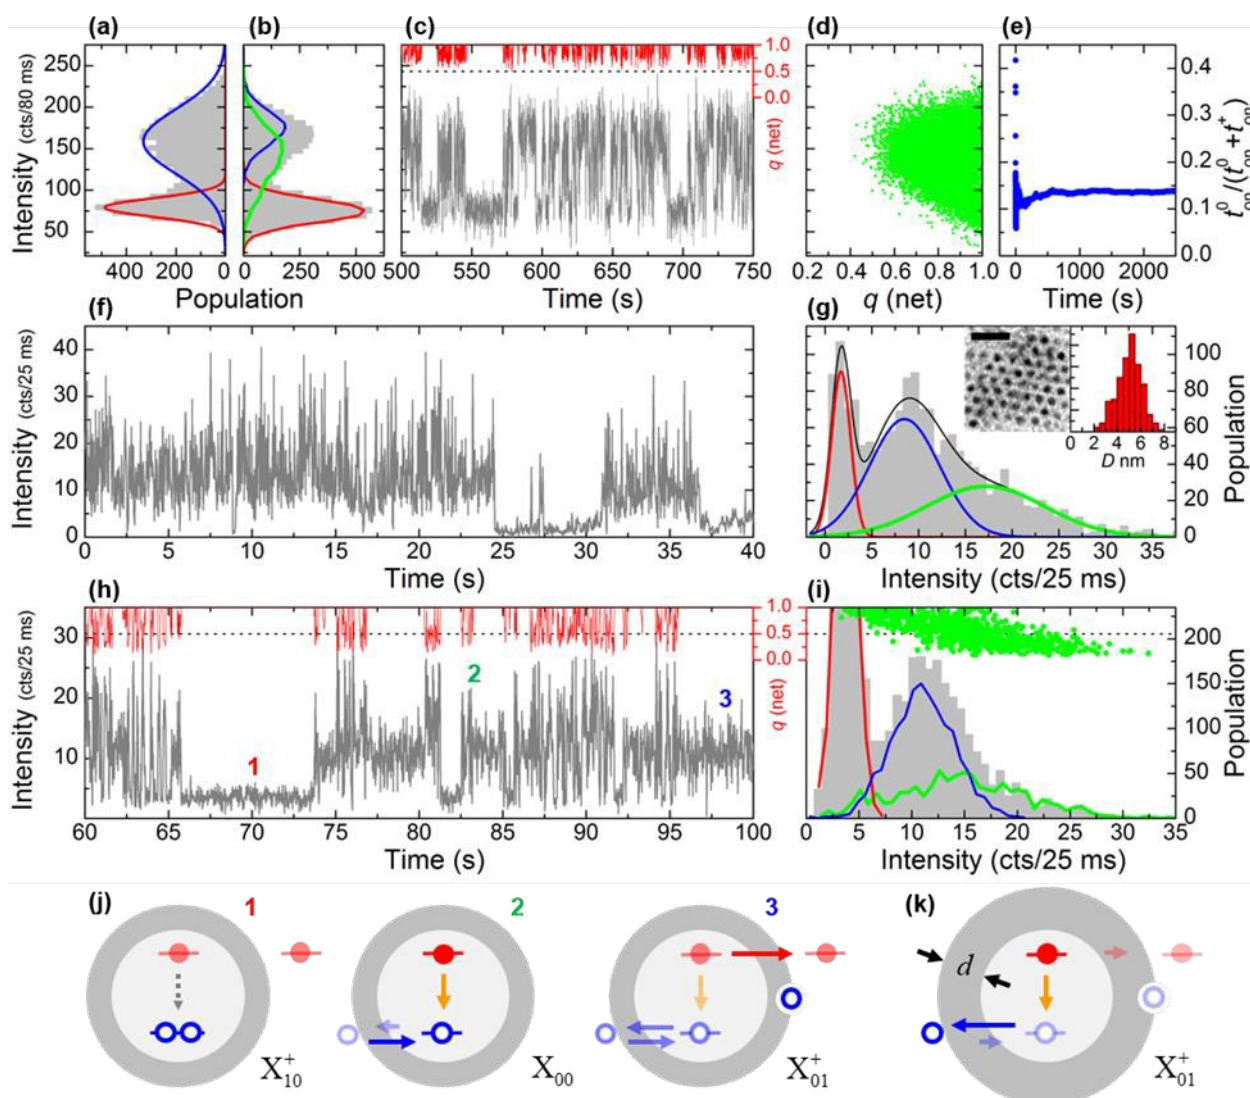 (a) (b) (c) (d) (e)
Intensity (cts/80 ms)
250
200
150
100
50
400 200 0
0 250 500
Population
500 550 600 650 700 750
Time (s)
1.0
0.5
0.0
q (net)
0.2 0.4 0.6 0.8 1.0
q (net)
0 1000 2000
Time (s)
0.4
0.3
0.2
0.1
0.0
t⁰on/(t⁰on+t⁺on)
(f)
Intensity (cts/25 ms)
40
30
20
10
0
0 5 10 15 20 25 30 35 40
Time (s)
(g)
0 2 4 6 8
D nm
100
80
60
40
20
0
Population
0 5 10 15 20 25 30 35
Intensity (cts/25 ms)
(h)
Intensity (cts/25 ms)
30
20
10
1
2
3
60 65 70 75 80 85 90 95 100
Time (s)
1.0
0.5
0.0
q (net)
(i)
200
150
100
50
0
Population
0 5 10 15 20 25 30 35
Intensity (cts/25 ms)
(j) 1 2 3 (k)
d
X⁺₁₀ X₀₀ X⁺₀₁ X⁺₀₁